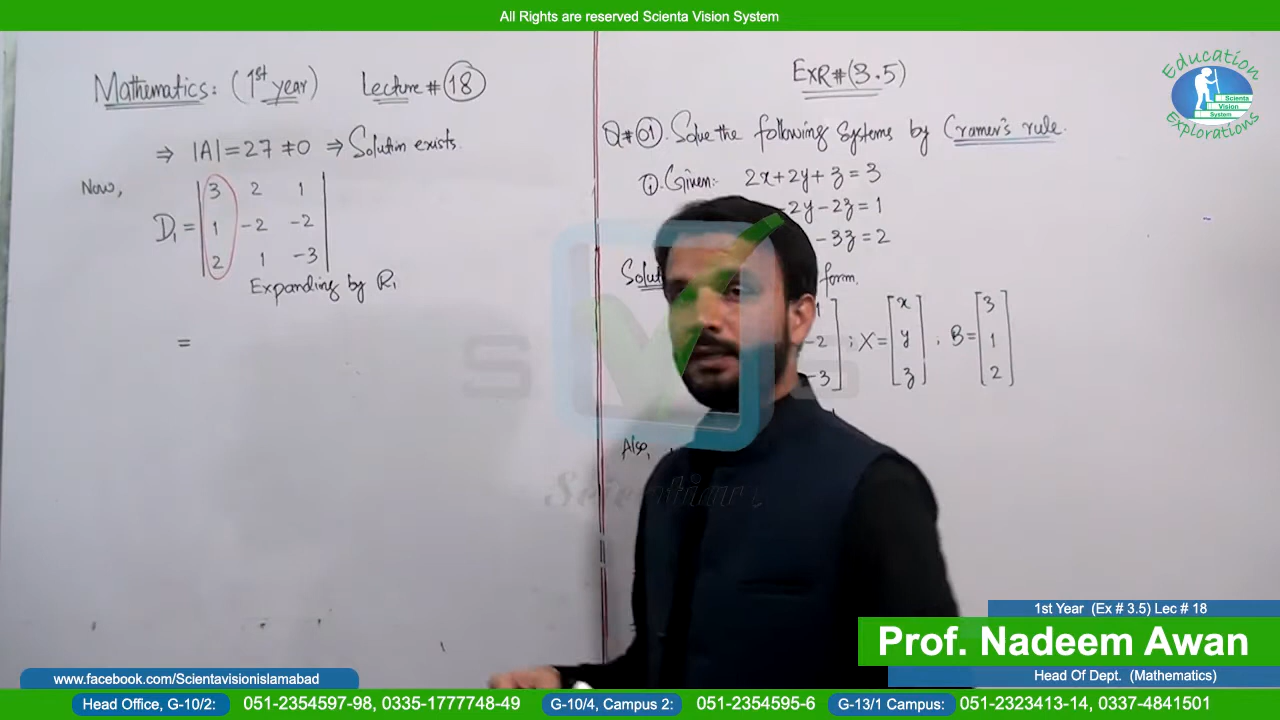 All Rights are reserved Scienta Vision System
Education
Scienta
Vision
System
Explorations
Mathematics: (1st year) Lecture # 18
⇒ |A| = 27 ≠ 0 ⇒ Solution exists.
Now,
D₁ = | 3 2 1 |
| 1 -2 -2 |
| 2 1 -3 |
Expanding by R₁
=
EXR#(3.5)
Q#01. Solve the following systems by Cramer's rule.
(i). Given: 2x+2y+z = 3
-2y-2z = 1
-3z = 2
form.
-2 ; X = [x y z] , B = [3 1 2]
-3
Also,
S S
1st Year (Ex # 3.5) Lec # 18
Prof. Nadeem Awan
Head Of Dept. (Mathematics)
www.facebook.com/Scientavisionislamabad
Head Office, G-10/2: 051-2354597-98, 0335-1777748-49 G-10/4, Campus 2: 051-2354595-6 G-13/1 Campus: 051-2323413-14, 0337-4841501